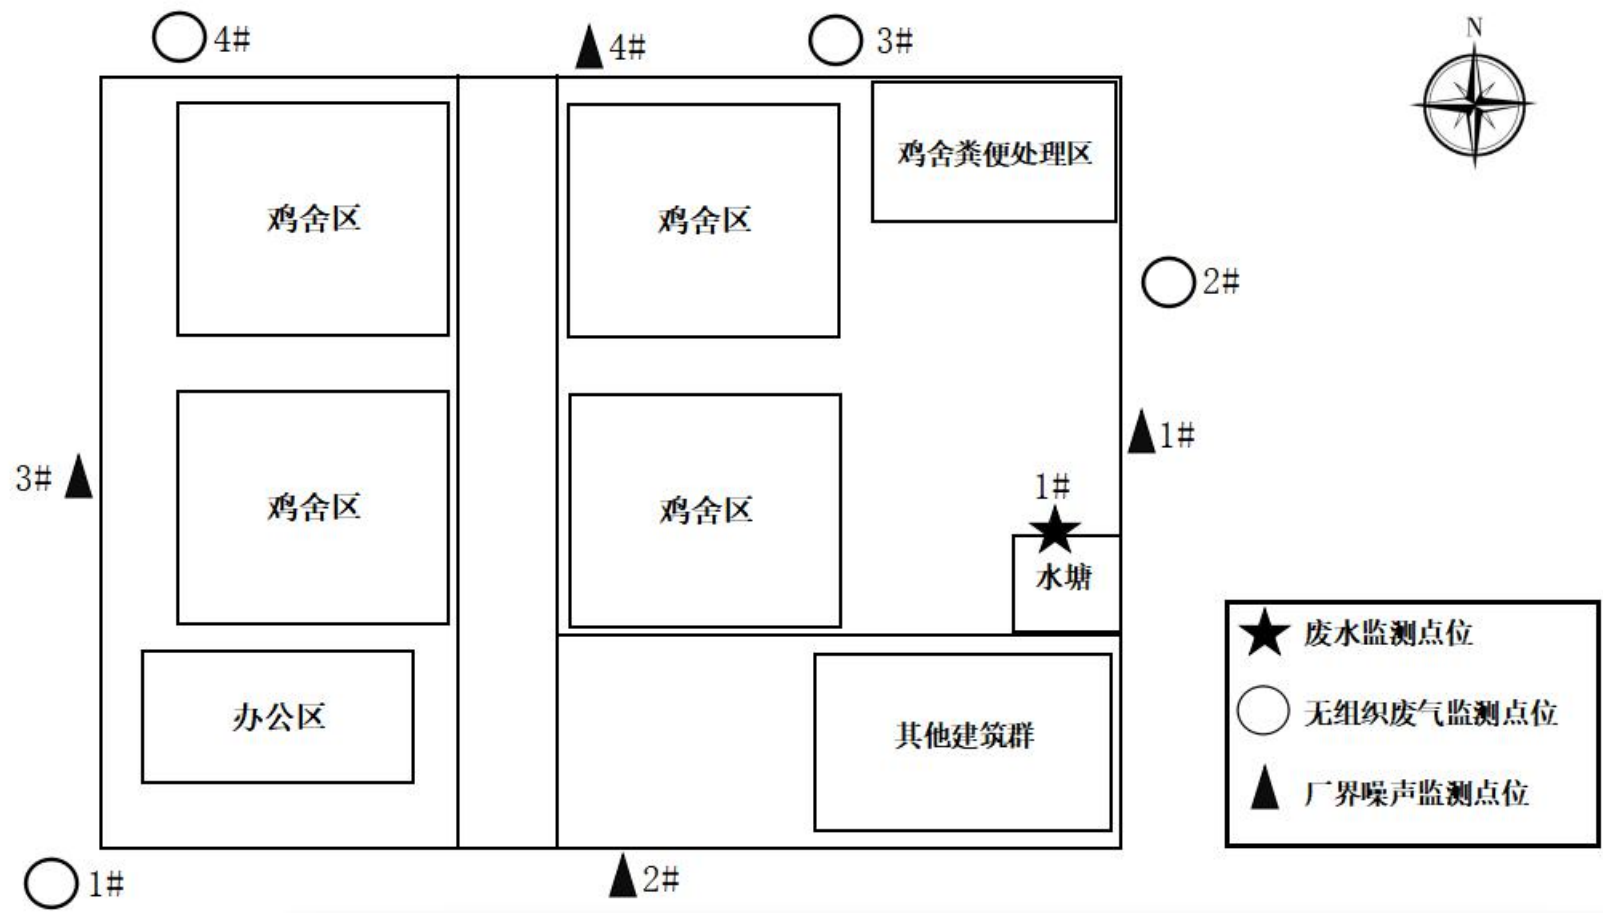 N
4#
4#
3#
鸡舍粪便处理区
鸡舍区
鸡舍区
2#
1#
3#
1#
鸡舍区
鸡舍区
水塘
废水监测点位
办公区
其他建筑群
无组织废气监测点位
厂界噪声监测点位
1#
2#